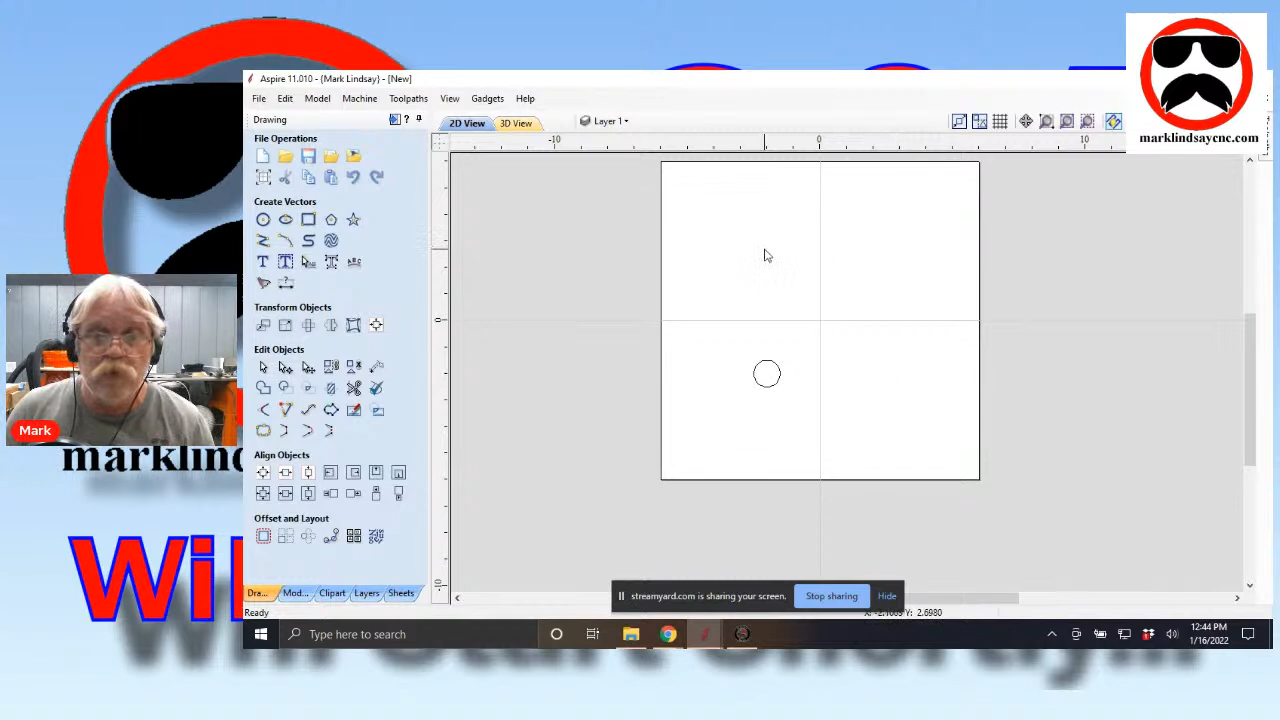 marklindsaycnc.com
Aspire 11.010 - {Mark Lindsay} - [New]
File Edit Model Machine Toolpaths View Gadgets Help
Drawing
2D View 3D View Layer 1
File Operations
-10 0 10
Create Vectors
Transform Objects
Edit Objects
Align Objects
Offset and Layout
Dra... Mod... Clipart Layers Sheets
Ready
Mark
marklind
Wil
streamyard.com is sharing your screen. Stop sharing Hide
Type here to search
12:44 PM
1/16/2022